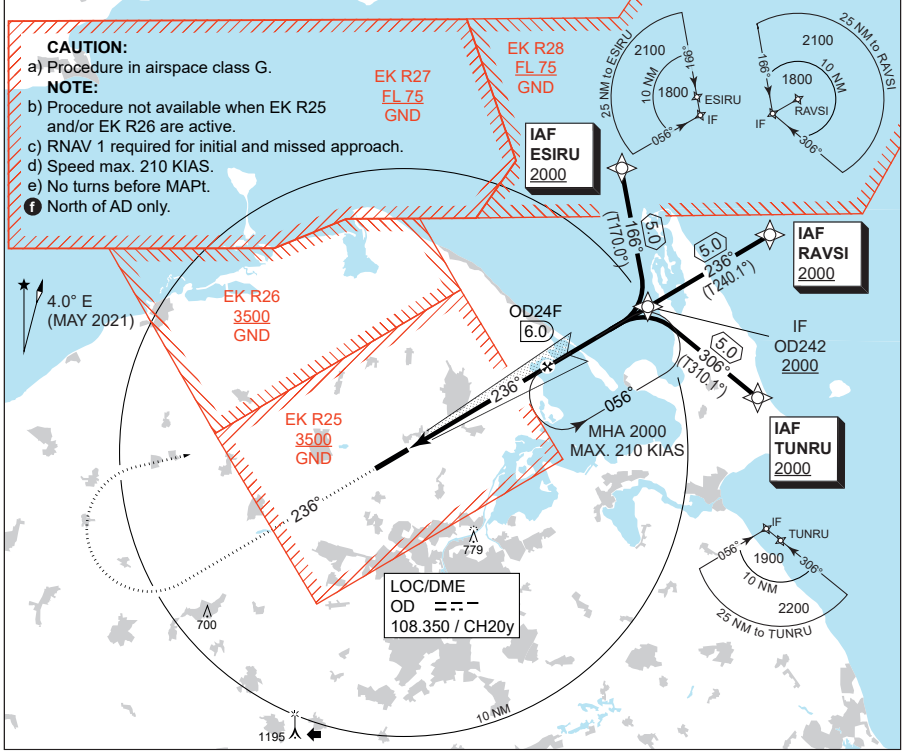 CAUTION:
a) Procedure in airspace class G.
NOTE:
b) Procedure not available when EK R25
and/or EK R26 are active.
c) RNAV 1 required for initial and missed approach.
d) Speed max. 210 KIAS.
e) No turns before MAPt.
f North of AD only.
EK R27
FL 75
GND
EK R28
FL 75
GND
25 NM to ESIRU
2100
166°
10 NM
1800
ESIRU
IF
056°
25 NM to RAVSI
2100
166°
10 NM
1800
RAVSI
IF
306°
IAF
ESIRU
2000
5.0
166°
(T170.0°)
IAF
RAVSI
2000
5.0
236°
(T240.1°)
4.0° E
(MAY 2021)
EK R26
3500
GND
OD24F
6.0
IF
OD242
2000
5.0
306°
(T310.1°)
236°
056°
MHA 2000
MAX. 210 KIAS
EK R25
3500
GND
IAF
TUNRU
2000
236°
779
IF
TUNRU
056°
306°
1900
10 NM
2200
25 NM to TUNRU
LOC/DME
OD
108.350 / CH20y
700
10 NM
1195